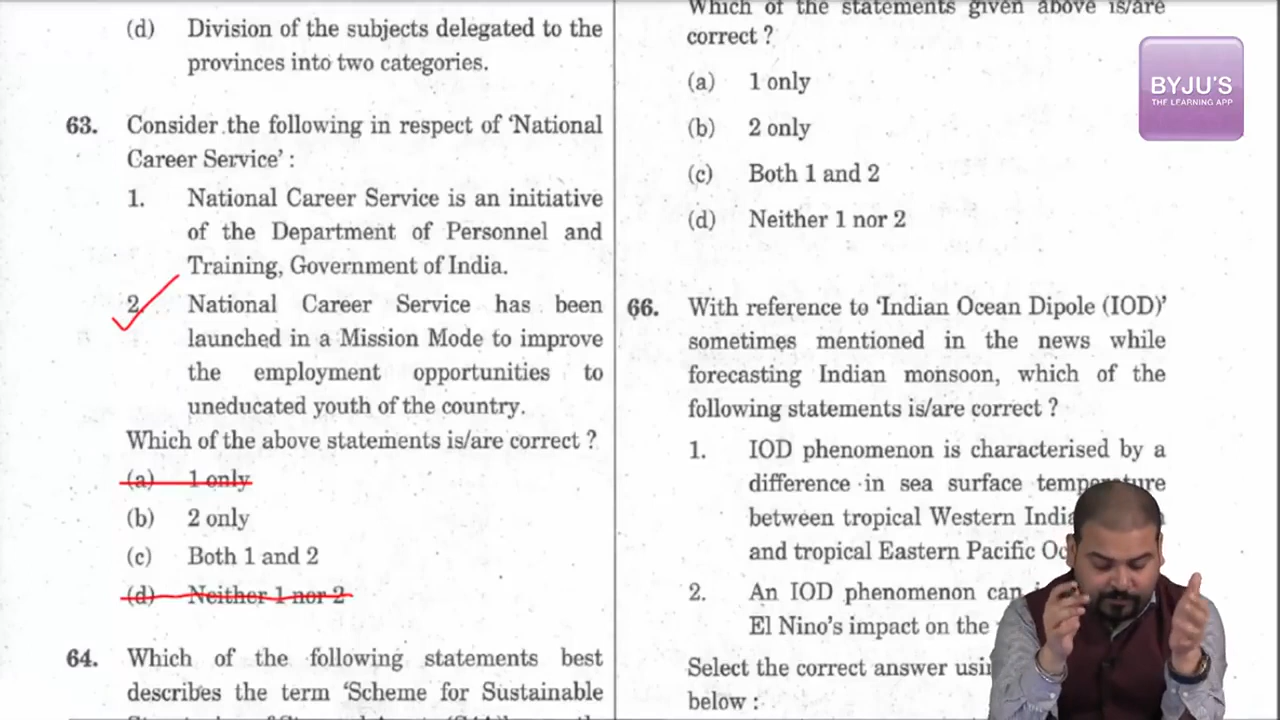 (d) Division of the subjects delegated to the
provinces into two categories.
63. Consider the following in respect of 'National
Career Service' :
1. National Career Service is an initiative
of the Department of Personnel and
Training, Government of India.
2. National Career Service has been
launched in a Mission Mode to improve
the employment opportunities to
uneducated youth of the country.
Which of the above statements is/are correct ?
(a) 1 only
(b) 2 only
(c) Both 1 and 2
(d) Neither 1 nor 2
64. Which of the following statements best
describes the term 'Scheme for Sustainable
Which of the statements given above is/are
correct ?
(a) 1 only
(b) 2 only
(c) Both 1 and 2
(d) Neither 1 nor 2
66. With reference to 'Indian Ocean Dipole (IOD)'
sometimes mentioned in the news while
forecasting Indian monsoon, which of the
following statements is/are correct ?
1. IOD phenomenon is characterised by a
difference in sea surface temperature
between tropical Western
and tropical Eastern Pacific
2. An IOD phenomenon can
El Nino's impact on the
Select the correct answer
below :
BYJU'S
THE LEARNING APP